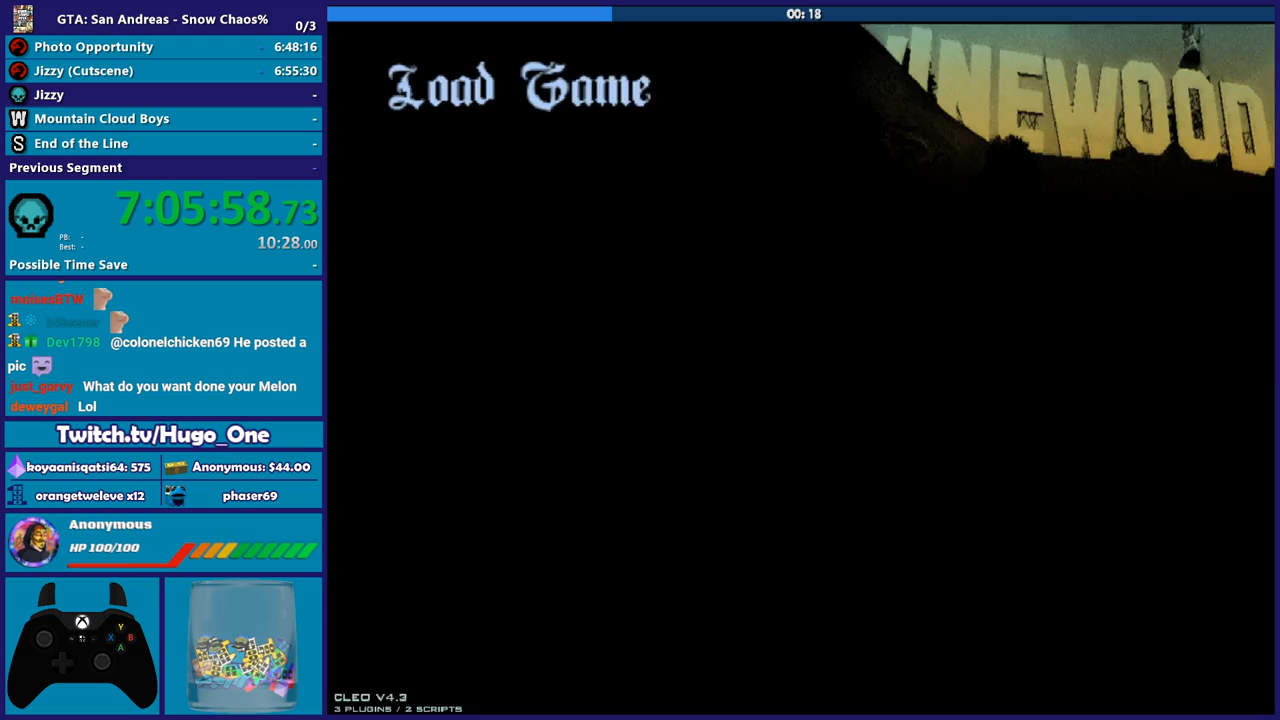 GTA: San Andreas - Snow Chaos%
0/3
Photo Opportunity - 6:48:16
Jizzy (Cutscene) - 6:55:30
Jizzy -
Mountain Cloud Boys -
End of the Line -
Previous Segment -
7:05:58.73
PB: -
Best: -
10:28.00
Possible Time Save -
Dev1798 @colonelchicken69 He posted a
pic
just_garvy What do you want done your Melon
deweygal Lol
Twitch.tv/Hugo_One
koyaanisqatsi64: 575
Anonymous: $44.00
orangetweleve x12
phaser69
Anonymous
HP 100/100
Y
X B
A
00: 18
Load Game
INEWOOD
CLEO V4.3
3 PLUGINS / 2 SCRIPTS